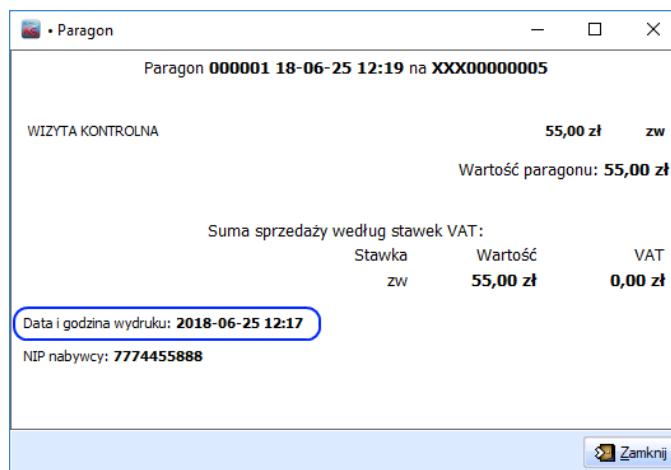 • Paragon
Paragon 000001 18-06-25 12:19 na XXX00000005
WIZYTA KONTROLNA 55,00 zł zw
Wartość paragonu: 55,00 zł
Suma sprzedaży według stawek VAT:
Stawka Wartość VAT
zw 55,00 zł 0,00 zł
Data i godzina wydruku: 2018-06-25 12:17
NIP nabywcy: 7774455888
Zamknij